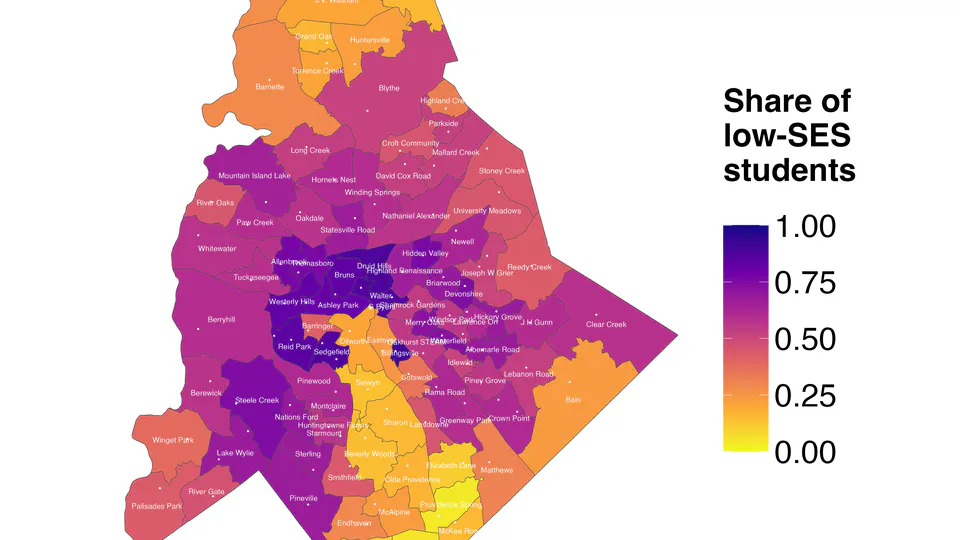 J.V. Washam
Grand Oak
Huntersville
Torrence Creek
Barnette
Blythe
Highland Cre
Parkside
Croft Community
Mallard Creek
Long Creek
Stoney Creek
Mountain Island Lake
Hornets Nest
David Cox Road
Winding Springs
River Oaks
Oakdale
Nathaniel Alexander
University Meadows
Paw Creek
Statesville Road
Whitewater
Newell
Hidden Valley
Allenbrook
Thomasboro
Druid Hills
Reedy Creek
Tuckaseegee
Bruns
Highland Renaissance
Joseph W Grier
Briarwood
Devonshire
Westerly Hills
Ashley Park
Walter
G Byers
Shamrock Gardens
Berryhill
Barringer
Merry Oaks
Windsor Park
Lawrence Orr
Hickory Grove
J H Gunn
Clear Creek
Reid Park
Sedgefield
Dilworth
Eastover
Oakhurst STEAM
Winterfield
Billingsville
Albemarle Road
Idlewild
Pinewood
Selwyn
Cotswold
Lebanon Road
Piney Grove
Berewick
Steele Creek
Rama Road
Bain
Montclaire
Nations Ford
Huntingtowne Farms
Starmount
Sharon
Lansdowne
Greenway Park
Crown Point
Winget Park
Lake Wylie
Sterling
Beverly Woods
Elizabeth Lane
Matthews
Smithfield
Olde Providence
River Gate
Palisades Park
Pineville
Providence Spring
McAlpine
Endhaven
McKee Ro
Share of
low-SES
students
1.00
0.75
0.50
0.25
0.00